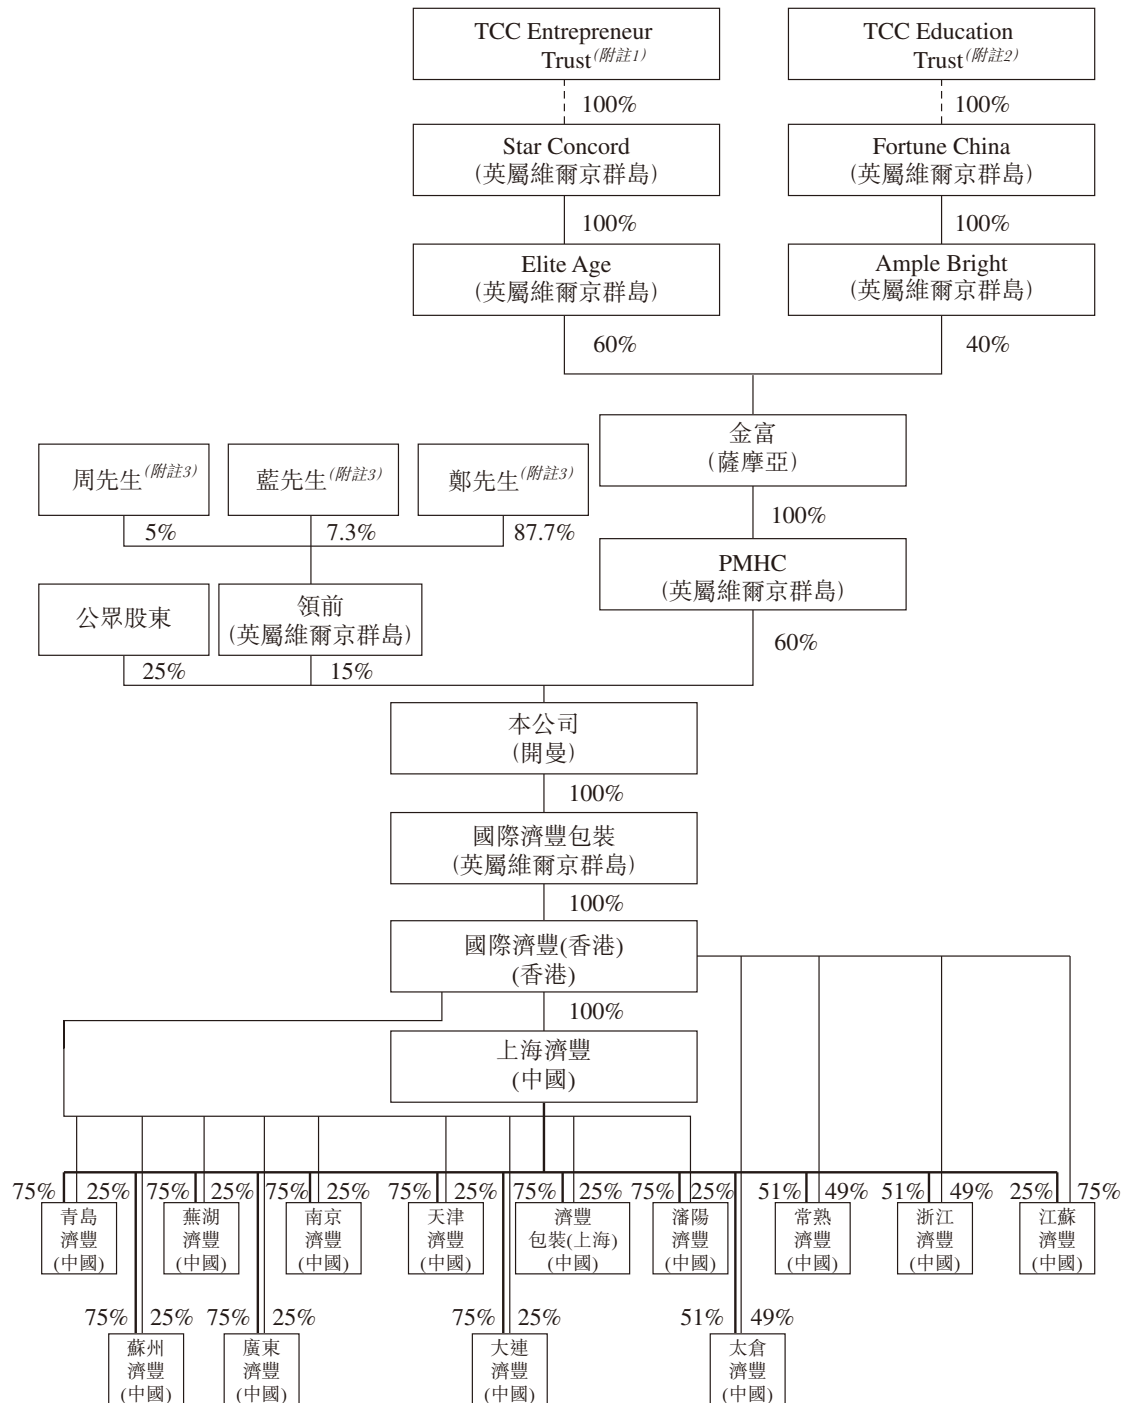 TCC Entrepreneur
Trust(附註1)
TCC Education
Trust(附註2)
100%
100%
Star Concord
(英屬維爾京群島)
Fortune China
(英屬維爾京群島)
100%
100%
Elite Age
(英屬維爾京群島)
Ample Bright
(英屬維爾京群島)
60%
40%
金富
(薩摩亞)
周先生(附註3)
藍先生(附註3)
鄭先生(附註3)
100%
5%
7.3%
87.7%
PMHC
(英屬維爾京群島)
公眾股東
領前
(英屬維爾京群島)
60%
25%
15%
本公司
(開曼)
100%
國際濟豐包裝
(英屬維爾京群島)
100%
國際濟豐(香港)
(香港)
100%
上海濟豐
(中國)
75% 25% 75% 25% 75% 25% 75% 25% 75% 25% 75% 25% 51% 49% 51% 49% 25% 75%
青島
濟豐
(中國)
蕪湖
濟豐
(中國)
南京
濟豐
(中國)
天津
濟豐
(中國)
濟豐
包裝(上海)
(中國)
瀋陽
濟豐
(中國)
常熟
濟豐
(中國)
浙江
濟豐
(中國)
江蘇
濟豐
(中國)
75% 25% 75% 25% 75% 25% 51% 49%
蘇州
濟豐
(中國)
廣東
濟豐
(中國)
大連
濟豐
(中國)
太倉
濟豐
(中國)